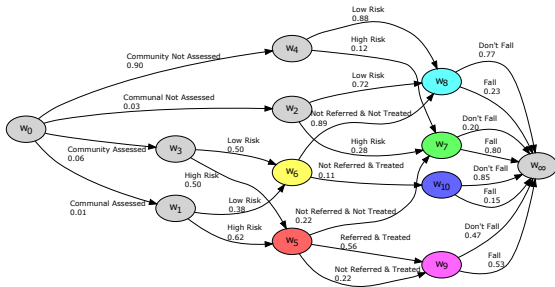 Low Risk
0.88
w4
High Risk
0.12
Don't Fall
0.77
Community Not Assessed
0.90
Low Risk
0.72
w8
Fall
0.23
Communal Not Assessed
0.03
w2
Not Referred & Not Treated
0.89
w0
High Risk
0.28
Don't Fall
0.20
w7
Fall
0.80
Community Assessed
0.06
w3
Low Risk
0.50
w6
Not Referred & Treated
0.11
w∞
Don't Fall
0.85
w10
Fall
0.15
High Risk
0.50
Communal Assessed
0.01
w1
Low Risk
0.38
High Risk
0.62
Not Referred & Not Treated
0.22
w5
Referred & Treated
0.56
Not Referred & Treated
0.22
w9
Don't Fall
0.47
Fall
0.53